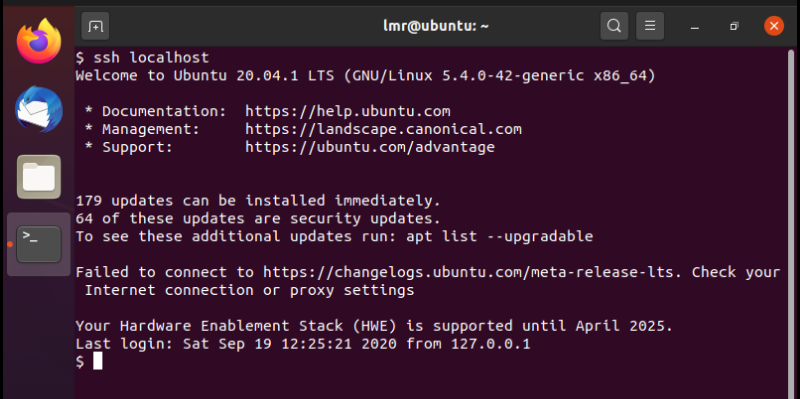 lmr@ubuntu: ~
$ ssh localhost
Welcome to Ubuntu 20.04.1 LTS (GNU/Linux 5.4.0-42-generic x86_64)
* Documentation:  https://help.ubuntu.com
* Management:     https://landscape.canonical.com
* Support:        https://ubuntu.com/advantage
179 updates can be installed immediately.
64 of these updates are security updates.
To see these additional updates run: apt list --upgradable
Failed to connect to https://changelogs.ubuntu.com/meta-release-lts. Check your
Internet connection or proxy settings
Your Hardware Enablement Stack (HWE) is supported until April 2025.
Last login: Sat Sep 19 12:25:21 2020 from 127.0.0.1
$
>_